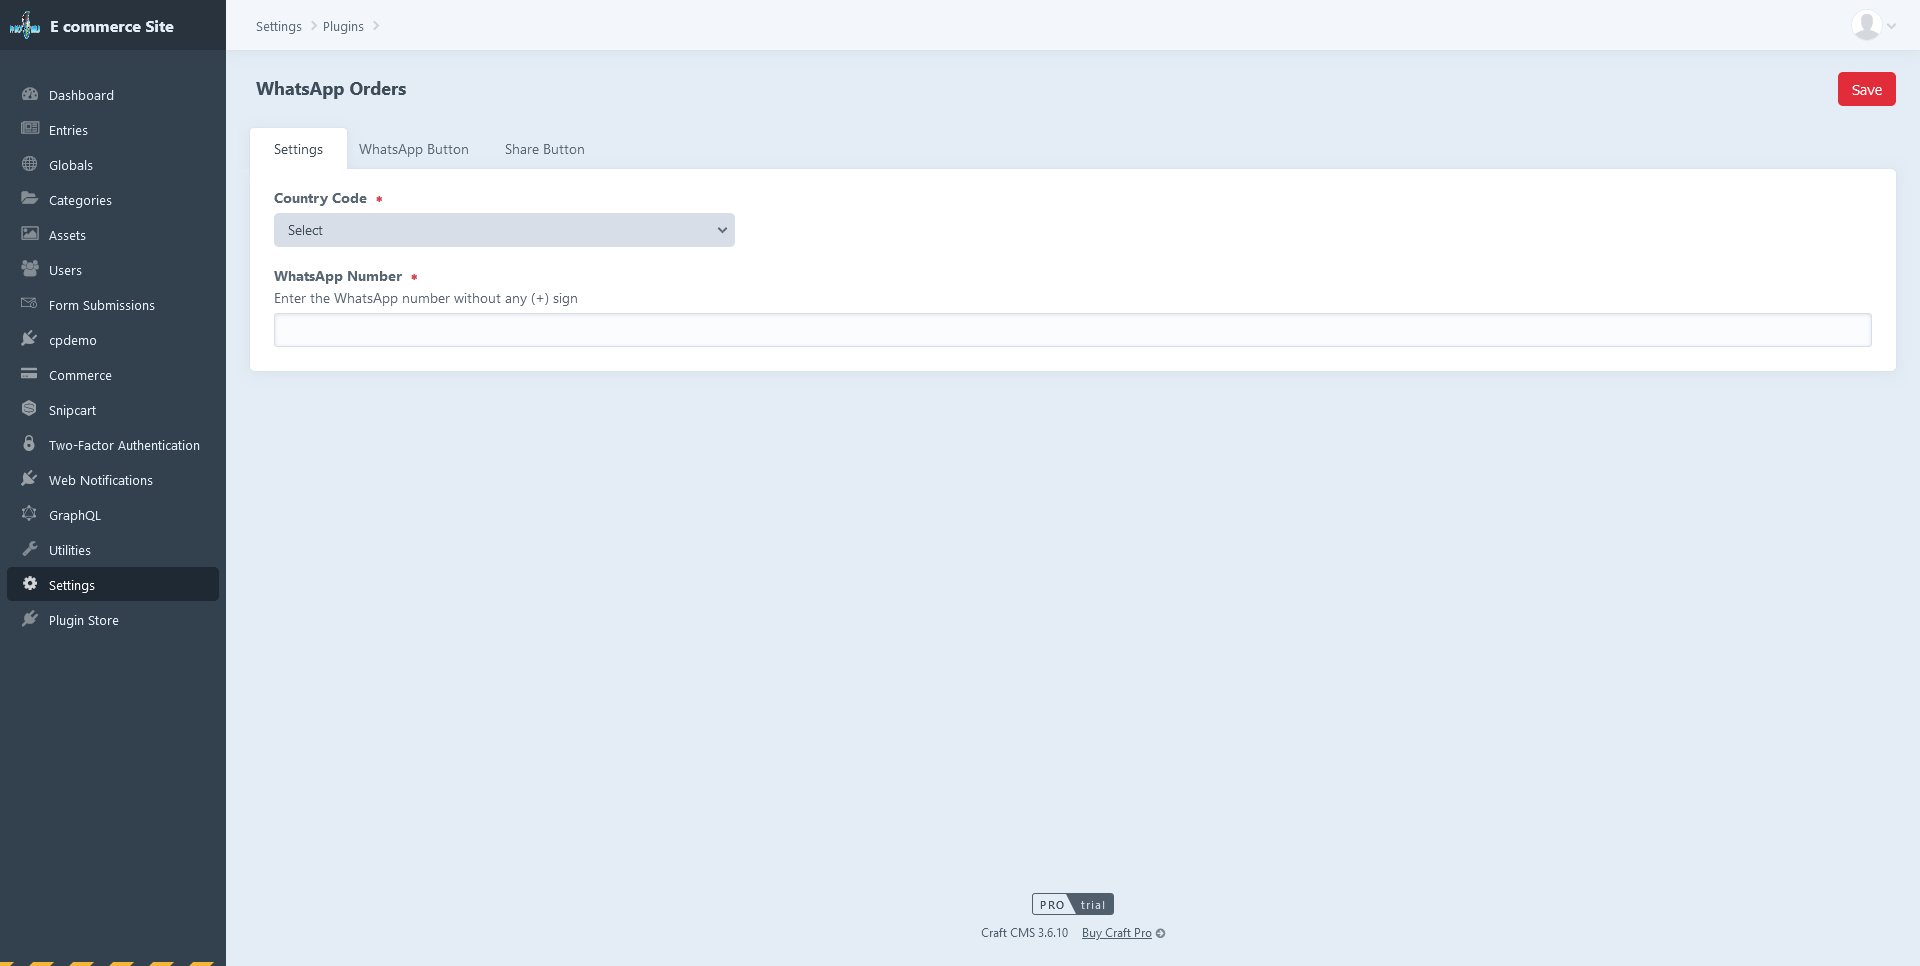 E commerce Site
Settings Plugins
Dashboard
Entries
Globals
Categories
Assets
Users
Form Submissions
cpdemo
Commerce
Snipcart
Two-Factor Authentication
Web Notifications
GraphQL
Utilities
Settings
Plugin Store
WhatsApp Orders
Save
Settings WhatsApp Button Share Button
Country Code *
Select
WhatsApp Number *
Enter the WhatsApp number without any (+) sign
PRO trial
Craft CMS 3.6.10 Buy Craft Pro